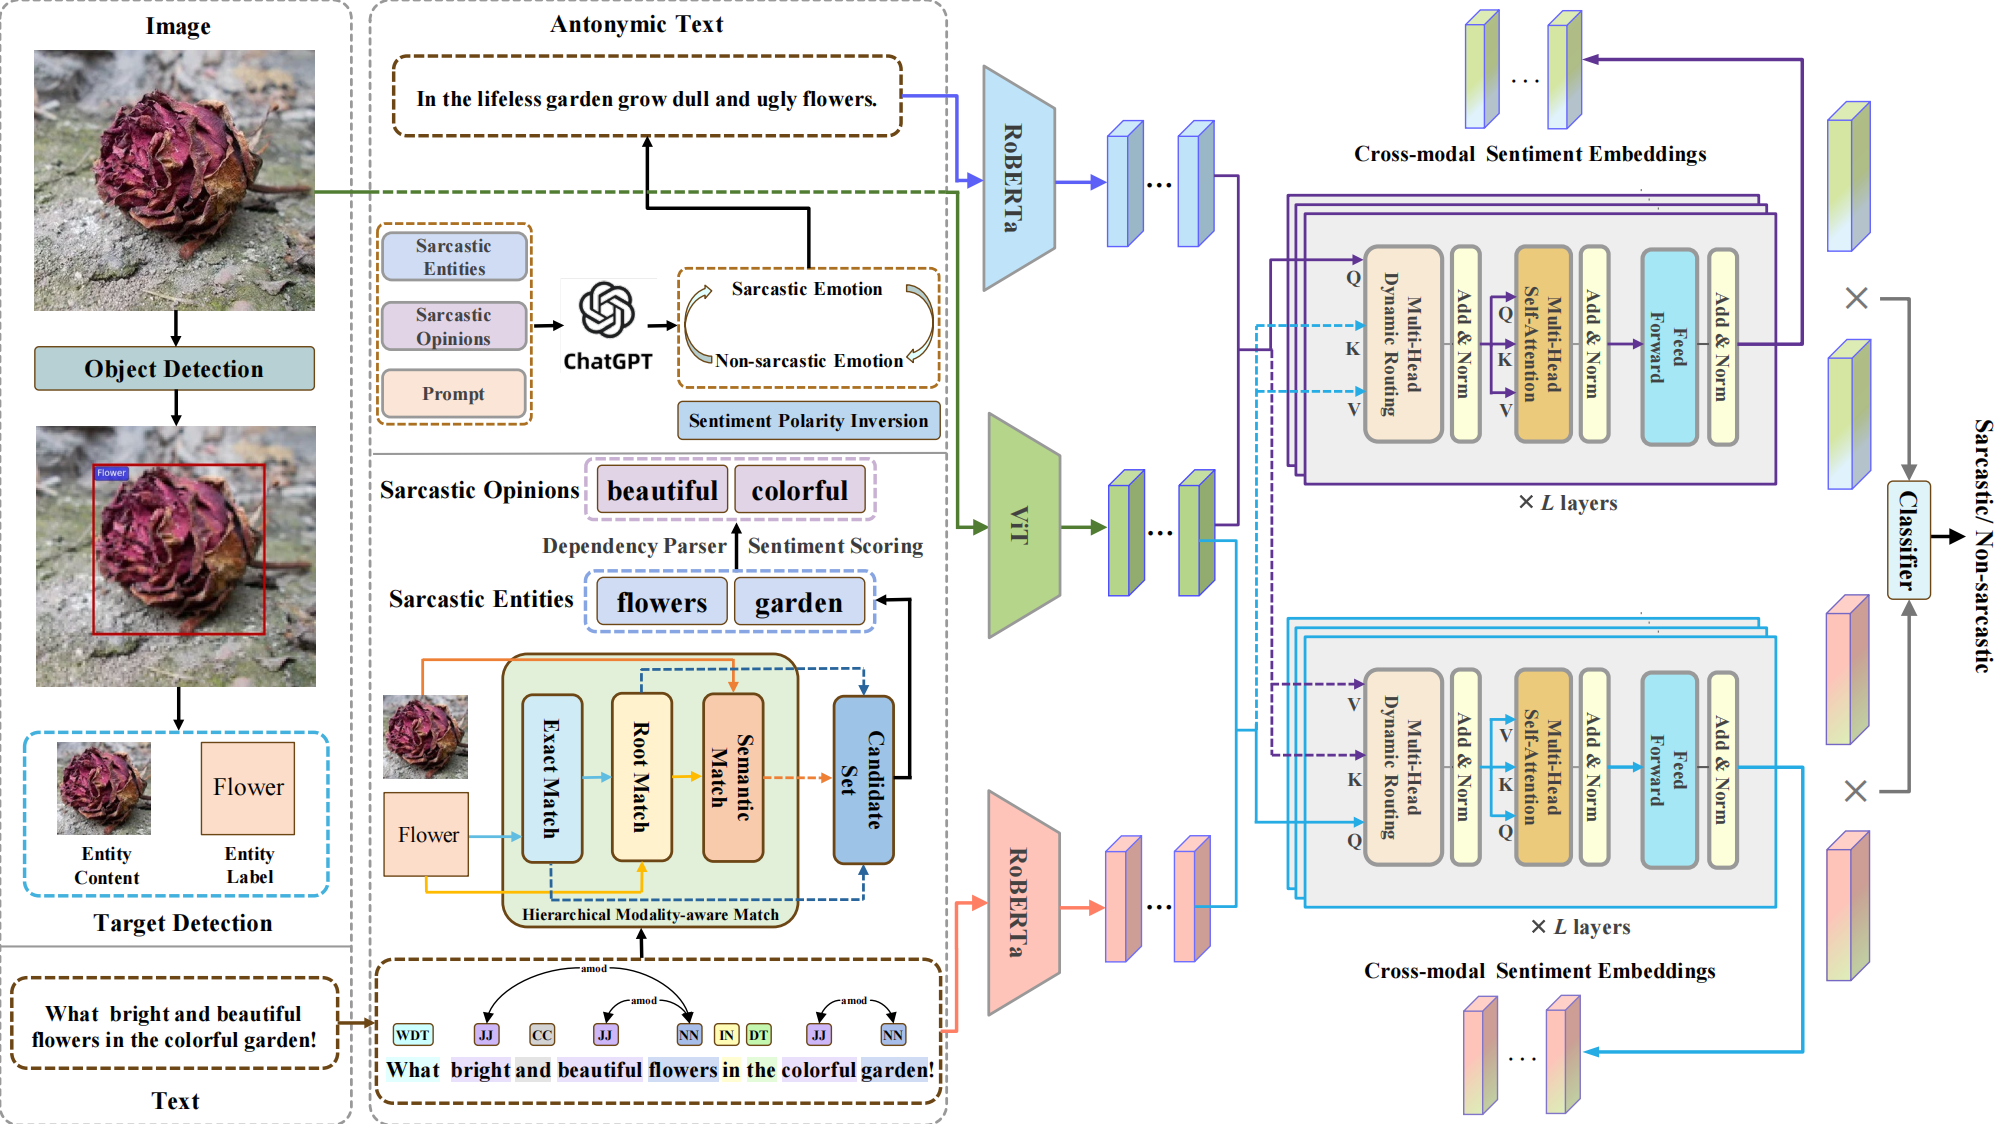 Image
Object Detection
Flower
Flower
Entity
Content
Entity
Label
Target Detection
What bright and beautiful
flowers in the colorful garden!
Text
Antonymic Text
In the lifeless garden grow dull and ugly flowers.
Sarcastic
Entities
Sarcastic
Opinions
Prompt
ChatGPT
Sarcastic Emotion
Non-sarcastic Emotion
Sentiment Polarity Inversion
Sarcastic Opinions
beautiful
colorful
Dependency Parser
Sentiment Scoring
Sarcastic Entities
flowers
garden
Flower
Exact Match
Root Match
Semantic
Match
Candidate
Set
Hierarchical Modality-aware Match
amod
amod
amod
WDT
JJ
CC
JJ
NN
IN
DT
JJ
NN
What bright and beautiful flowers in the colorful garden!
RoBERTa
ViT
RoBERTa
...
...
...
...
Cross-modal Sentiment Embeddings
Q
K
V
Multi-Head
Dynamic Routing
Add & Norm
Q
K
V
Multi-Head
Self-Attention
Add & Norm
Feed
Forward
Add & Norm
× L layers
V
K
Q
Multi-Head
Dynamic Routing
Add & Norm
V
K
Q
Multi-Head
Self-Attention
Add & Norm
Feed
Forward
Add & Norm
× L layers
Cross-modal Sentiment Embeddings
...
×
×
Classifier
Sarcastic/ Non-sarcastic